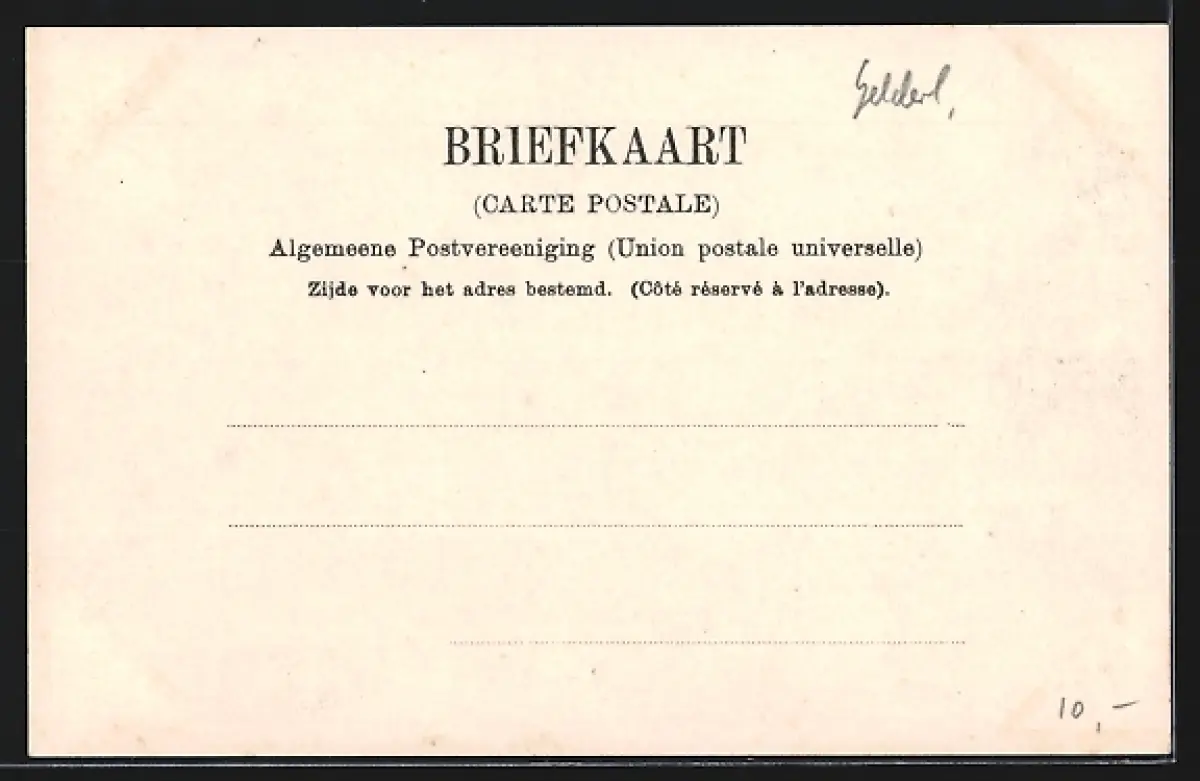 Gelderl,
BRIEFKAART
(CARTE POSTALE)
Algemeene Postvereeniging (Union postale universelle)
Zijde voor het adres bestemd. (Côté réservé à l'adresse).
10,—